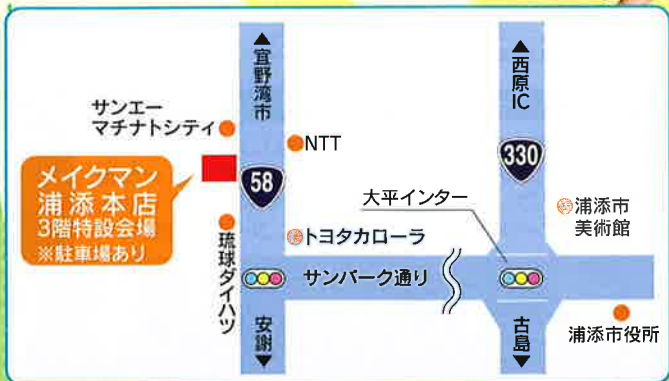 ▲宜野湾市
▲西原IC
サンエー
マチナトシティ
NTT
330
58
メイクマン
浦添本店
3階特設会場
※駐車場あり
大平インター
浦添市
美術館
琉球ダイハツ
トヨタカローラ
サンパーク通り
安謝▼
古島▼
浦添市役所